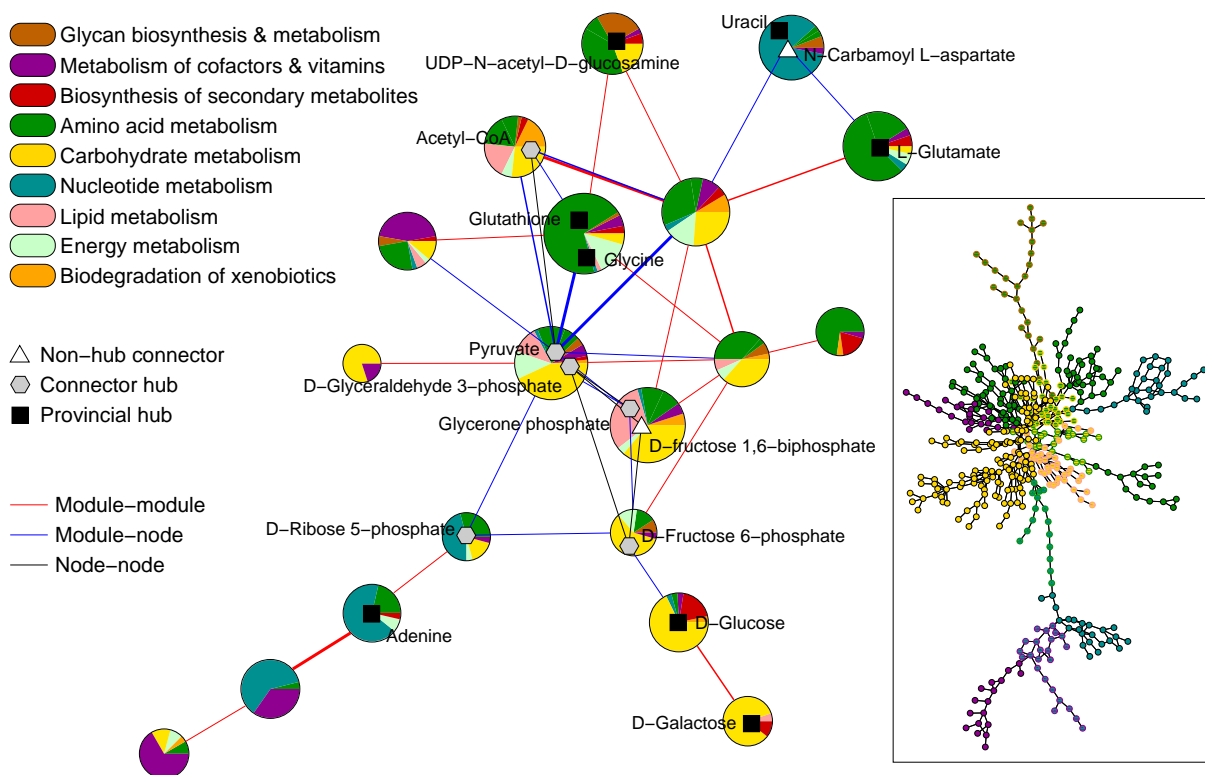 Glycan biosynthesis & metabolism
Metabolism of cofactors & vitamins
Biosynthesis of secondary metabolites
Amino acid metabolism
Carbohydrate metabolism
Nucleotide metabolism
Lipid metabolism
Energy metabolism
Biodegradation of xenobiotics
Non−hub connector
Connector hub
Provincial hub
Module−module
Module−node
Node−node
Uracil
N−Carbamoyl L−aspartate
UDP−N−acetyl−D−glucosamine
Acetyl−CoA
L−Glutamate
Glutathione
Glycine
Pyruvate
D−Glyceraldehyde 3−phosphate
Glycerone phosphate
D−fructose 1,6−biphosphate
D−Ribose 5−phosphate
D−Fructose 6−phosphate
Adenine
D−Glucose
D−Galactose